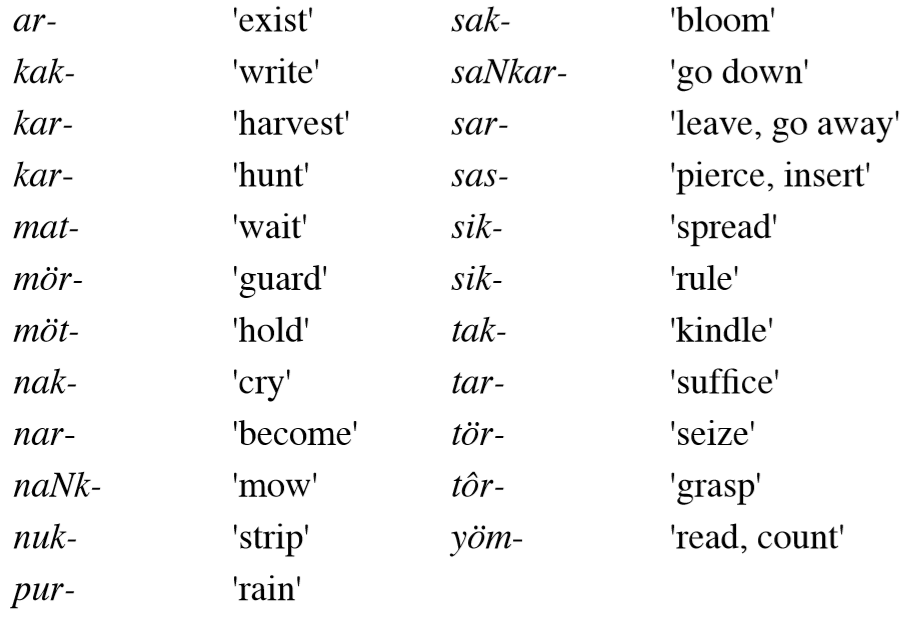 ar- 'exist' sak- 'bloom'
kak- 'write' saNkar- 'go down'
kar- 'harvest' sar- 'leave, go away'
kar- 'hunt' sas- 'pierce, insert'
mat- 'wait' sik- 'spread'
mör- 'guard' sik- 'rule'
möt- 'hold' tak- 'kindle'
nak- 'cry' tar- 'suffice'
nar- 'become' tör- 'seize'
naNk- 'mow' tôr- 'grasp'
nuk- 'strip' yöm- 'read, count'
pur- 'rain'